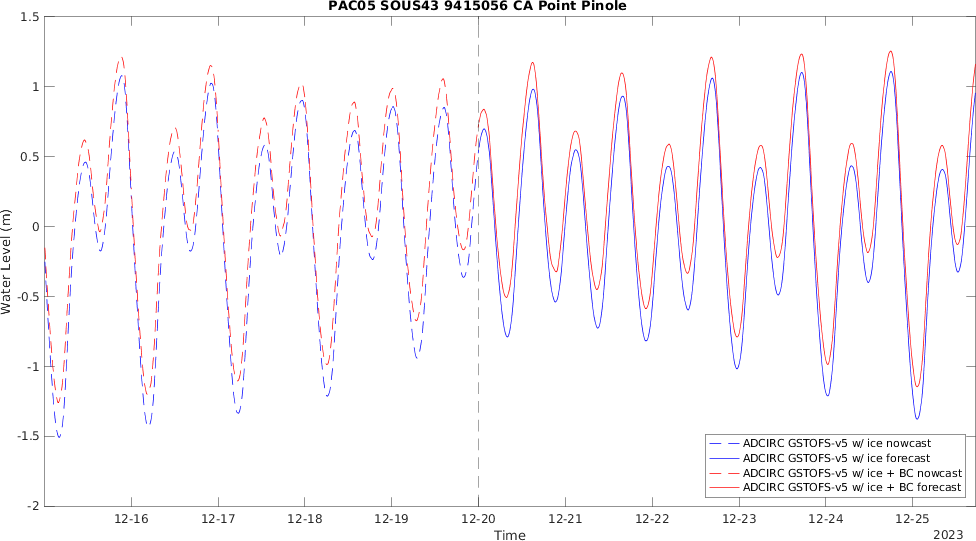 PAC05 SOUS43 9415056 CA Point Pinole
1.5
1
0.5
0
-0.5
-1
-1.5
-2
Water Level (m)
12-16
12-17
12-18
12-19
12-20
12-21
12-22
12-23
12-24
12-25
Time
2023
ADCIRC GSTOFS-v5 w/ ice nowcast
ADCIRC GSTOFS-v5 w/ ice forecast
ADCIRC GSTOFS-v5 w/ ice + BC nowcast
ADCIRC GSTOFS-v5 w/ ice + BC forecast